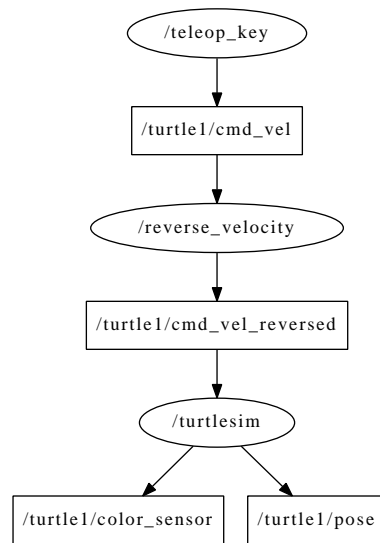 /teleop_key
/turtle1/cmd_vel
/reverse_velocity
/turtle1/cmd_vel_reversed
/turtlesim
/turtle1/color_sensor
/turtle1/pose